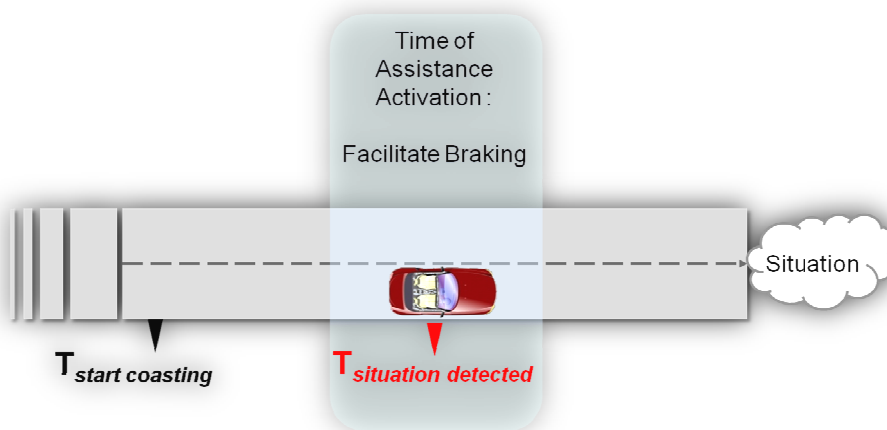 Time of
Assistance
Activation :
Facilitate Braking
Situation
T start coasting
T situation detected